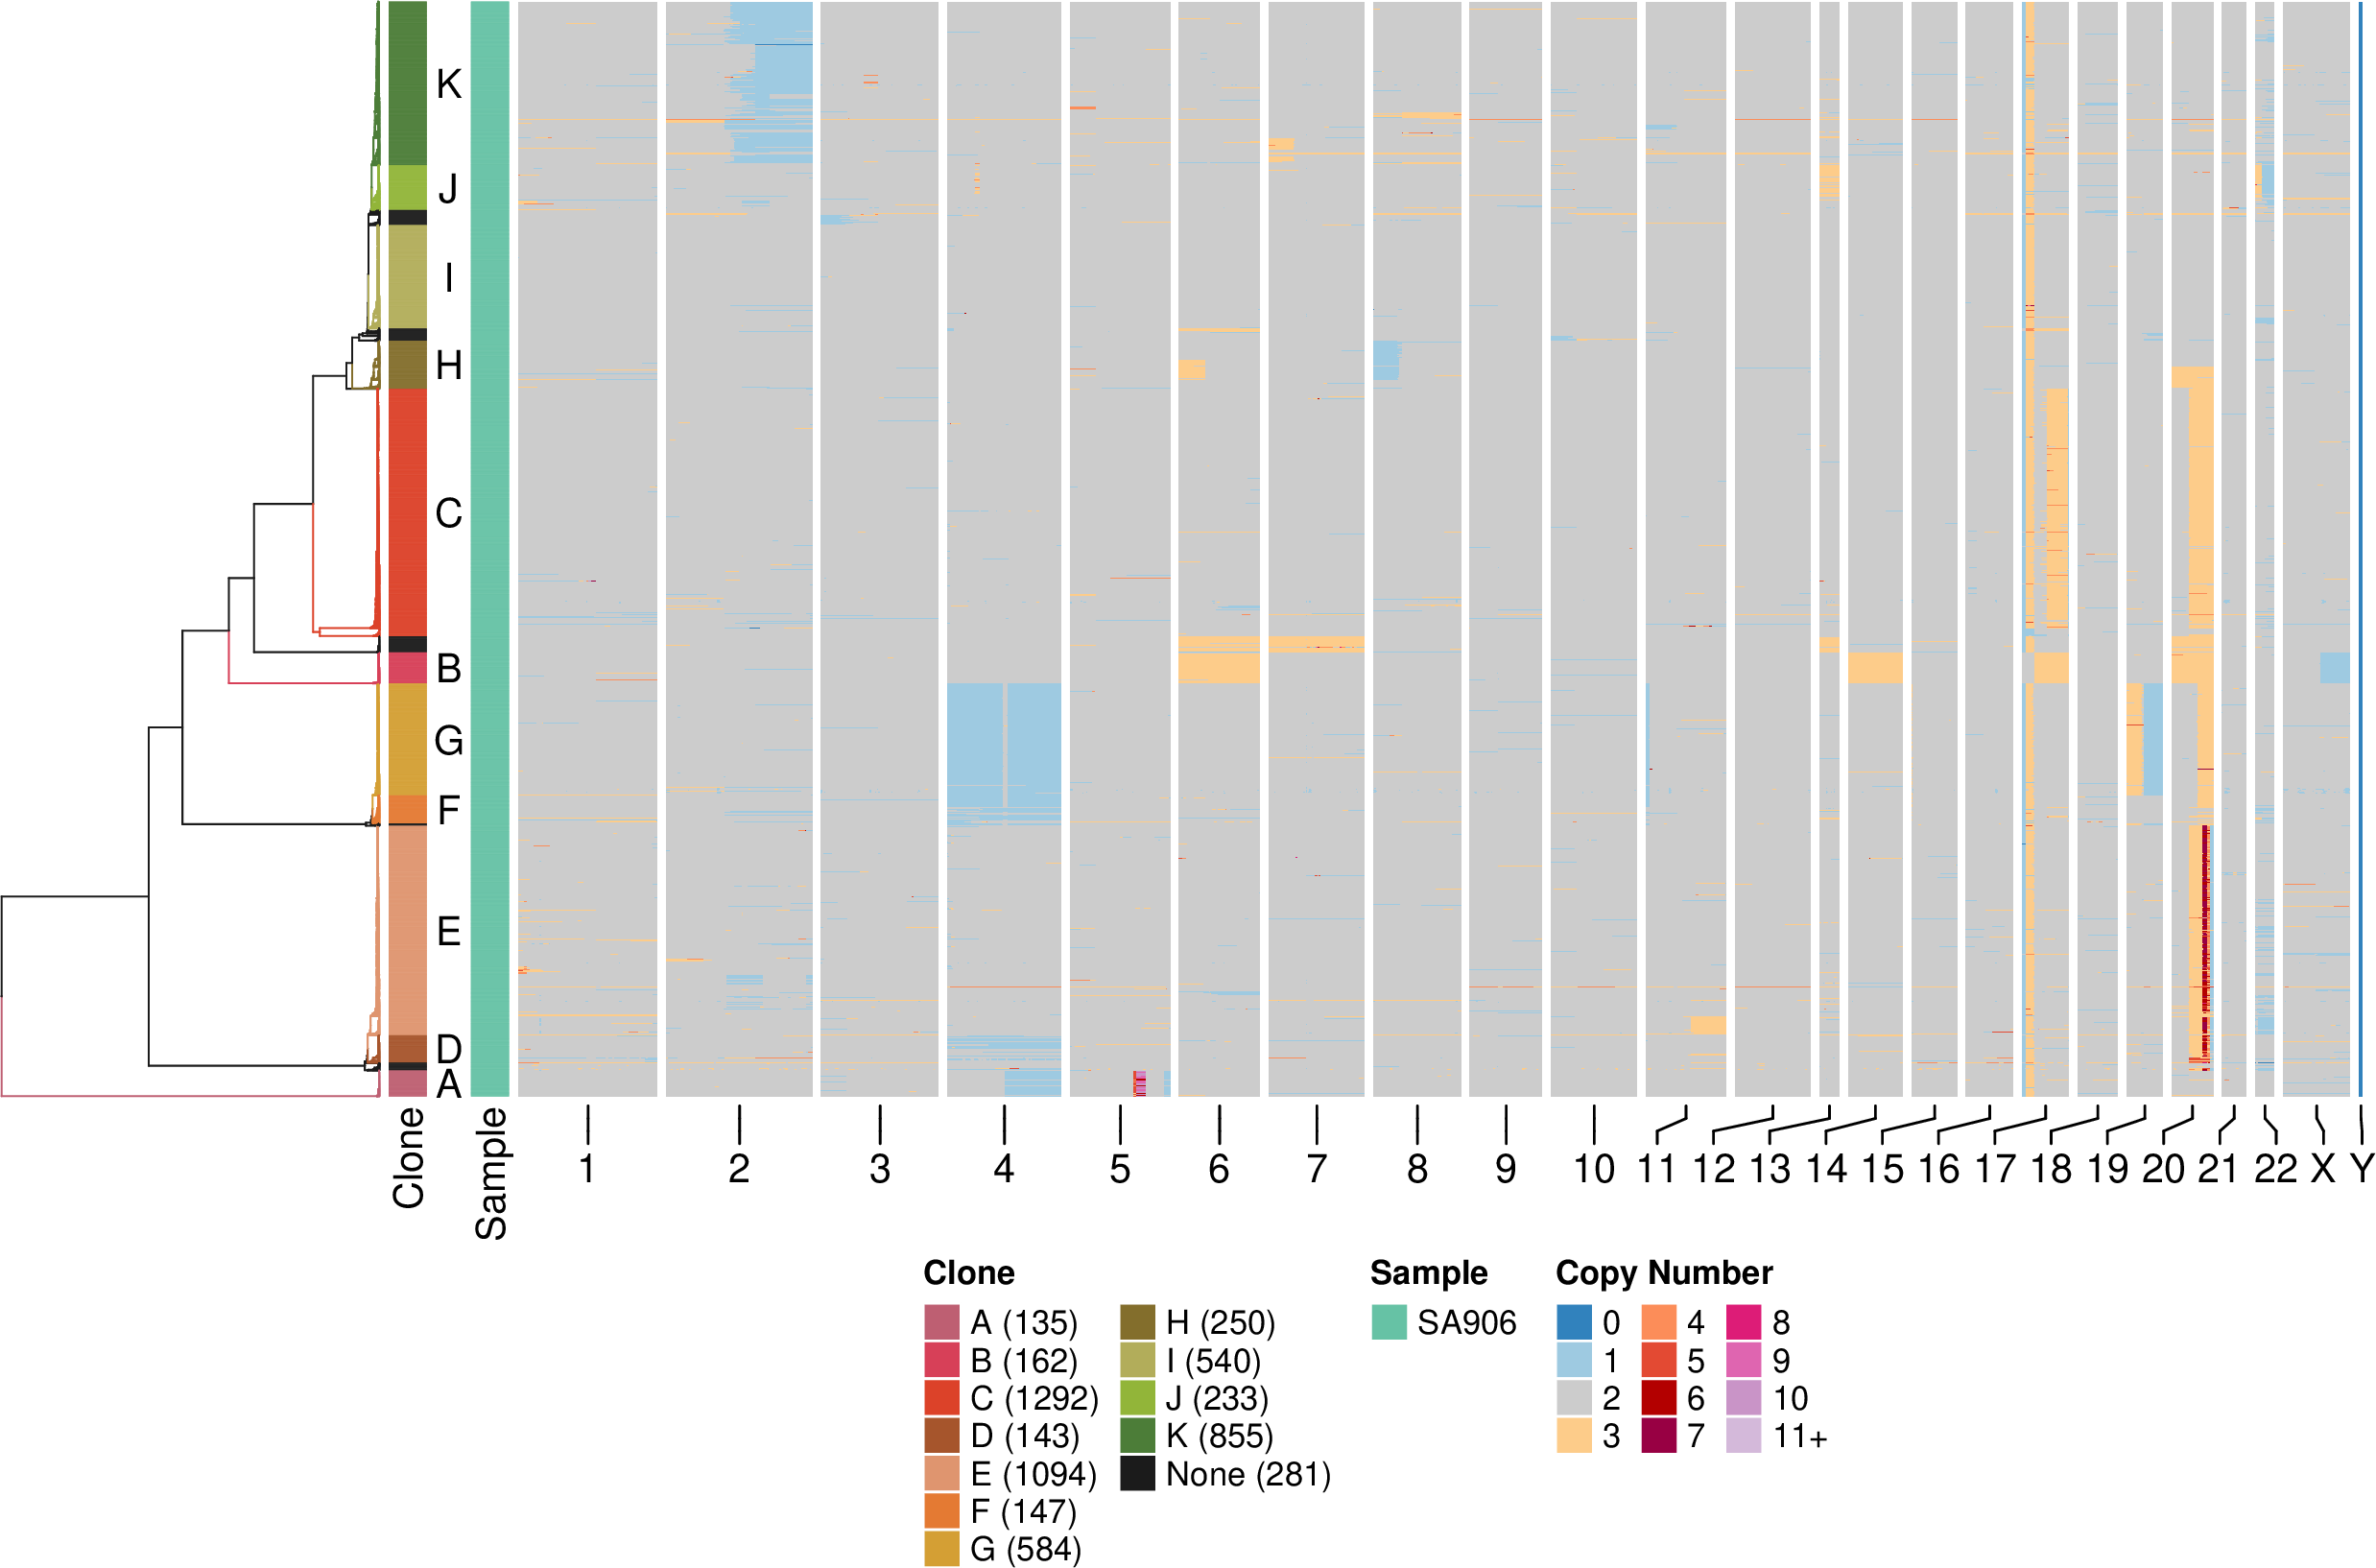 K
J
I
H
C
B
G
F
E
D
A
Clone
Sample
1 2 3 4 5 6 7 8 9 10 11 12 13 14 15 16 17 18 19 20 21 22 X Y
Clone
A (135)
B (162)
C (1292)
D (143)
E (1094)
F (147)
G (584)
H (250)
I (540)
J (233)
K (855)
None (281)
Sample
SA906
Copy Number
0
1
2
3
4
5
6
7
8
9
10
11+